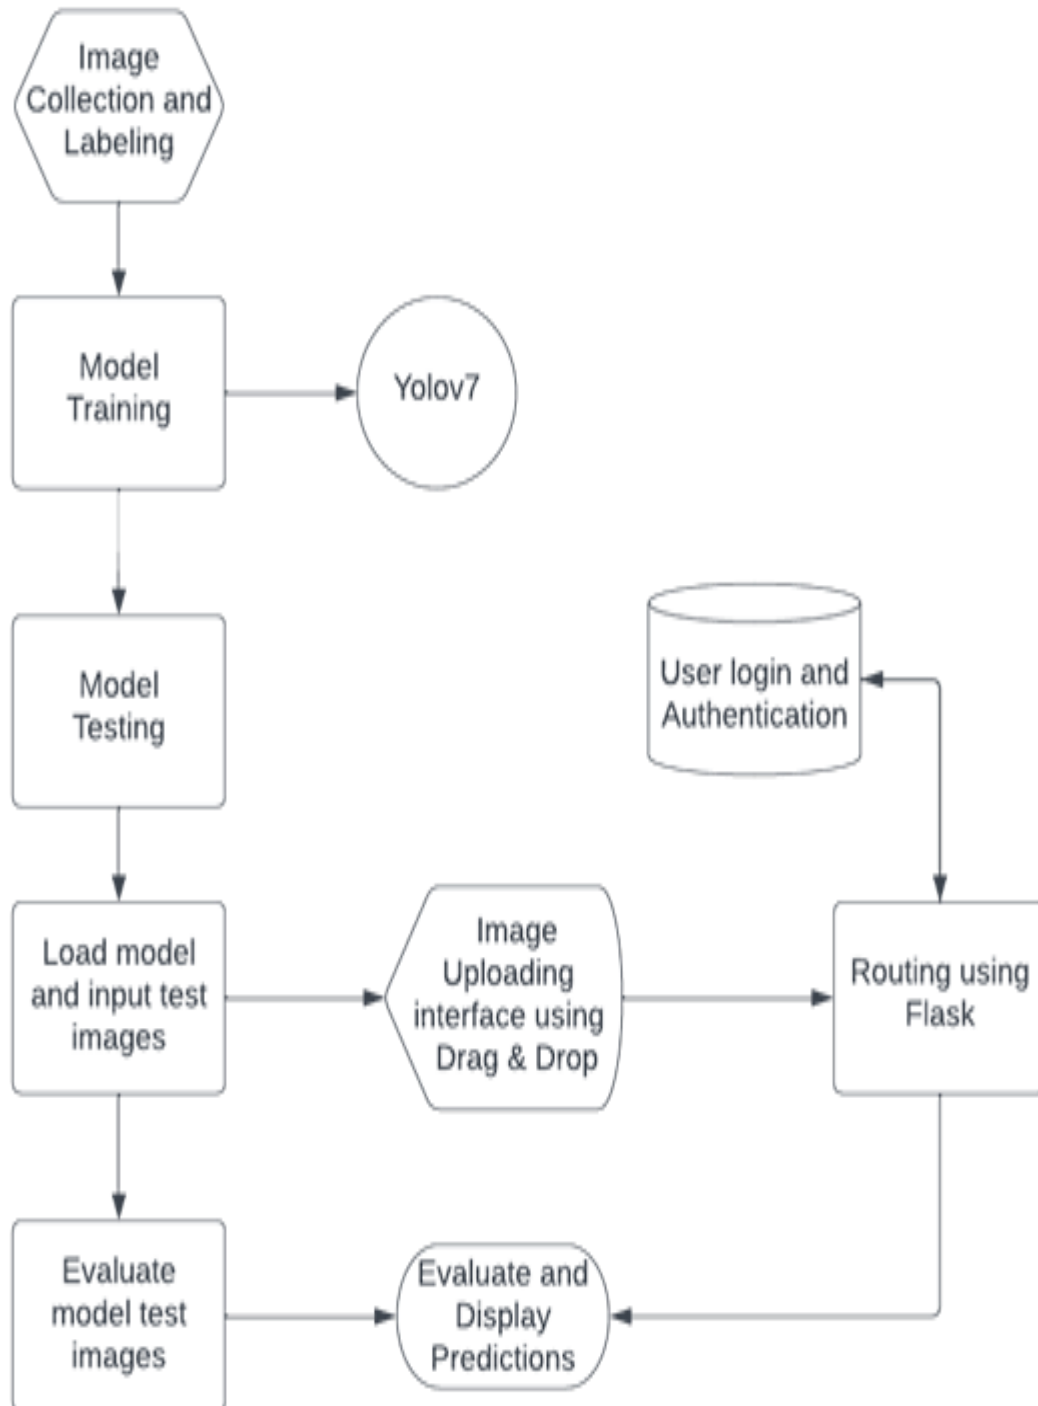 Image
Collection and
Labeling
Model
Training
Yolov7
Model
Testing
User login and
Authentication
Load model
and input test
images
Image
Uploading
interface using
Drag & Drop
Routing using
Flask
Evaluate
model test
images
Evaluate and
Display
Predictions